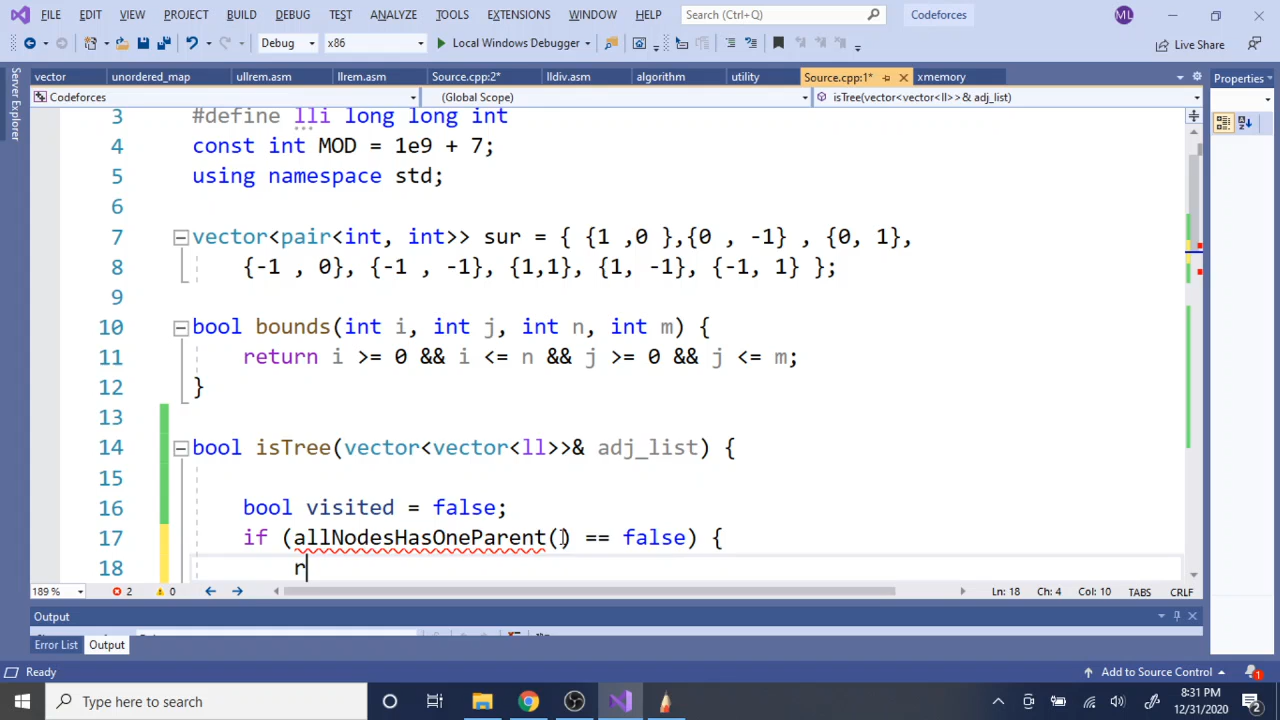 FILE EDIT VIEW PROJECT BUILD DEBUG TEST ANALYZE TOOLS EXTENSIONS WINDOW HELP Search (Ctrl+Q) Codeforces ML
Debug x86 Local Windows Debugger Live Share
vector unordered_map ullrem.asm llrem.asm Source.cpp:2* lldiv.asm algorithm utility Source.cpp:1* xmemory Properties
Codeforces (Global Scope) isTree(vector<vector<ll>>& adj_list)
Server Explorer
3 #define lli long long int
4 const int MOD = 1e9 + 7;
5 using namespace std;
6
7 vector<pair<int, int>> sur = { {1 ,0 },{0 , -1} , {0, 1},
8 {-1 , 0}, {-1 , -1}, {1,1}, {1, -1}, {-1, 1} };
9
10 bool bounds(int i, int j, int n, int m) {
11 return i >= 0 && i <= n && j >= 0 && j <= m;
12 }
13
14 bool isTree(vector<vector<ll>>& adj_list) {
15
16 bool visited = false;
17 if (allNodesHasOneParent() == false) {
18 r
189 % 2 0 Ln: 18 Ch: 4 Col: 10 TABS CRLF
Output
Error List Output
Ready Add to Source Control 1
Type here to search 8:31 PM
12/31/2020 2